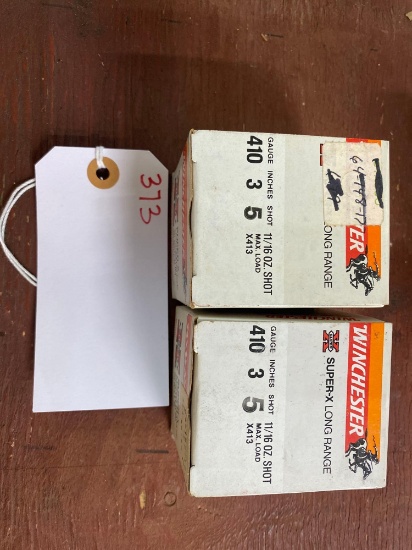 373
GAUGE INCHES SHOT
410 3 5
11/16 OZ. SHOT
MAX. LOAD
X413
LONG RANGE
GAUGE INCHES SHOT
410 3 5
11/16 OZ. SHOT
MAX. LOAD
X413
WINCHESTER
SUPER-X LONG RANGE